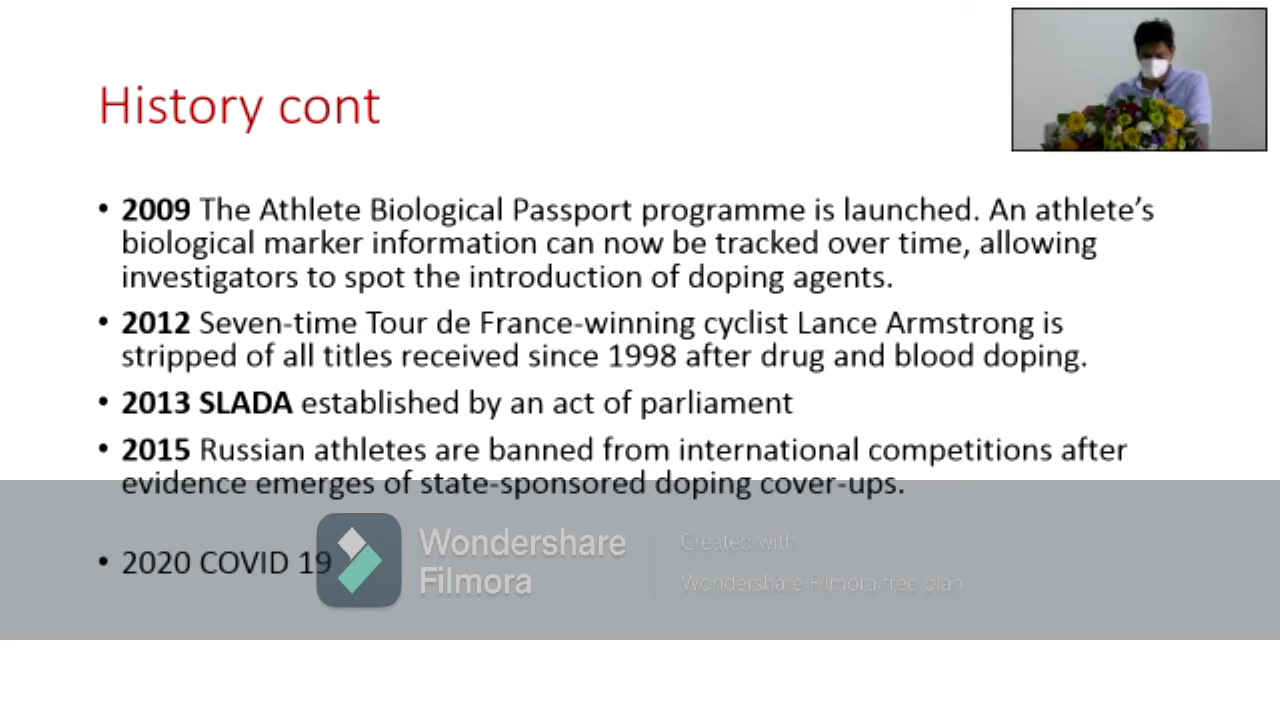 History cont
• 2009 The Athlete Biological Passport programme is launched. An athlete’s
biological marker information can now be tracked over time, allowing
investigators to spot the introduction of doping agents.
• 2012 Seven-time Tour de France-winning cyclist Lance Armstrong is
stripped of all titles received since 1998 after drug and blood doping.
• 2013 SLADA established by an act of parliament
• 2015 Russian athletes are banned from international competitions after
evidence emerges of state-sponsored doping cover-ups.
• 2020 COVID 19
Wondershare
Filmora
Created with
Wondershare Filmora free plan